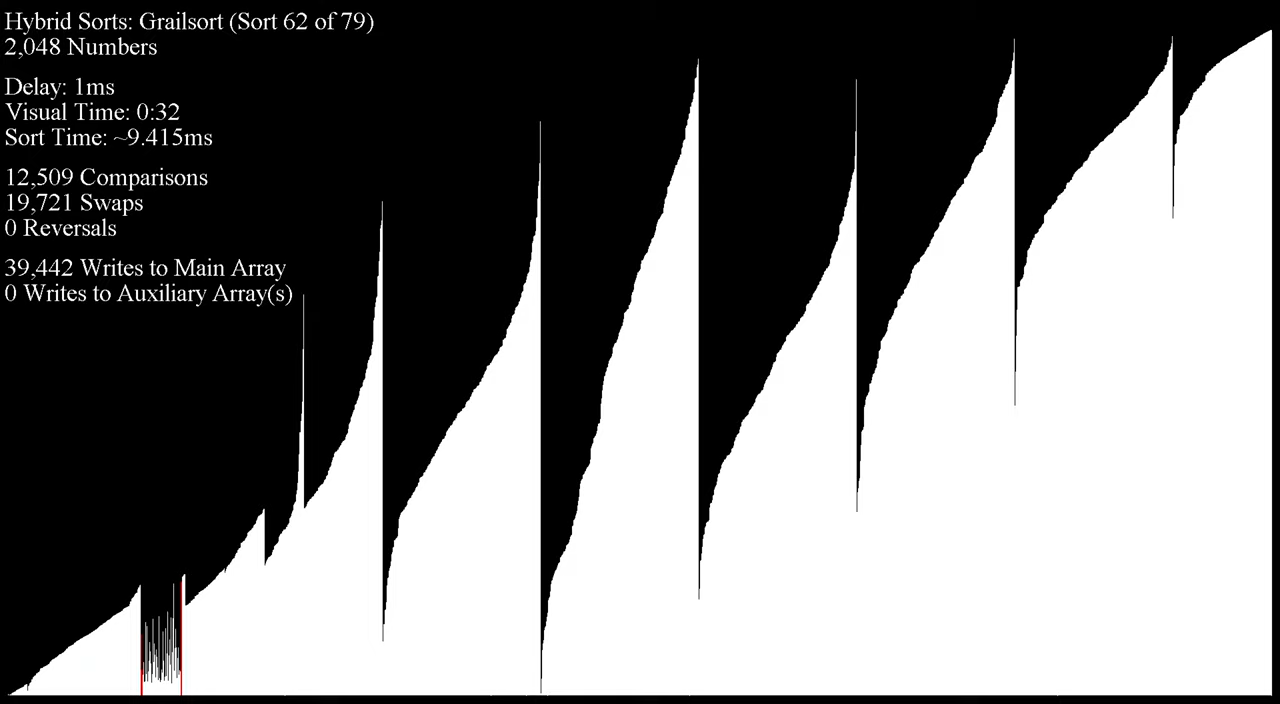 Hybrid Sorts: Grailsort (Sort 62 of 79)
2,048 Numbers
Delay: 1ms
Visual Time: 0:32
Sort Time: ~9.415ms
12,509 Comparisons
19,721 Swaps
0 Reversals
39,442 Writes to Main Array
0 Writes to Auxiliary Array(s)